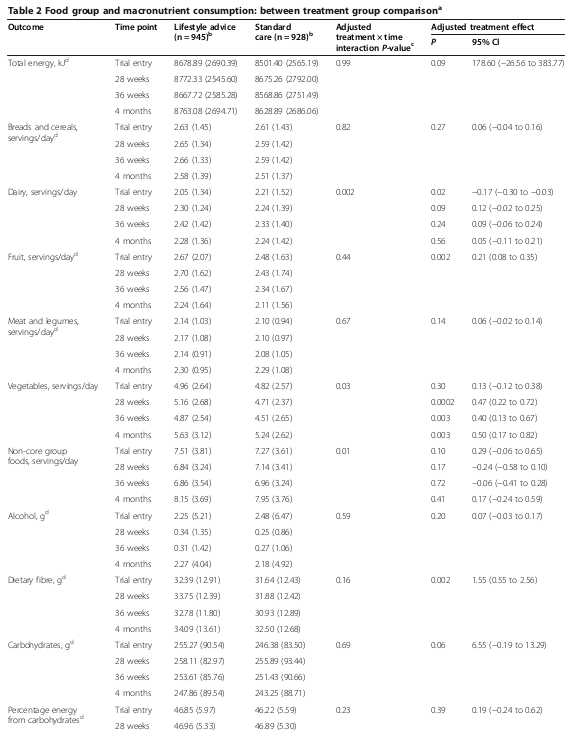 Table 2 Food group and macronutrient consumption: between treatment group comparisonª
Outcome Time point Lifestyle advice (n = 945)ᵇ Standard care (n = 928)ᵇ Adjusted treatment × time interaction P-valueᶜ Adjusted treatment effect
P 95% CI
Total energy, kJᵈ Trial entry 8678.89 (2690.39) 8501.40 (2565.19) 0.99 0.09 178.60 (−26.56 to 383.77)
28 weeks 8772.33 (2545.60) 8675.26 (2792.00)
36 weeks 8667.72 (2585.28) 8568.86 (2751.49)
4 months 8763.08 (2694.71) 8628.89 (2686.06)
Breads and cereals, servings/dayᵈ Trial entry 2.63 (1.45) 2.61 (1.43) 0.82 0.27 0.06 (−0.04 to 0.16)
28 weeks 2.65 (1.34) 2.59 (1.42)
36 weeks 2.66 (1.33) 2.59 (1.42)
4 months 2.58 (1.39) 2.51 (1.37)
Dairy, servings/day Trial entry 2.05 (1.34) 2.21 (1.52) 0.002 0.02 −0.17 (−0.30 to −0.03)
28 weeks 2.30 (1.24) 2.24 (1.39) 0.09 0.12 (−0.02 to 0.25)
36 weeks 2.42 (1.42) 2.33 (1.40) 0.24 0.09 (−0.06 to 0.24)
4 months 2.28 (1.36) 2.24 (1.42) 0.56 0.05 (−0.11 to 0.21)
Fruit, servings/dayᵈ Trial entry 2.67 (2.07) 2.48 (1.63) 0.44 0.002 0.21 (0.08 to 0.35)
28 weeks 2.70 (1.62) 2.43 (1.74)
36 weeks 2.56 (1.47) 2.34 (1.67)
4 months 2.24 (1.64) 2.11 (1.56)
Meat and legumes, servings/dayᵈ Trial entry 2.14 (1.03) 2.10 (0.94) 0.67 0.14 0.06 (−0.02 to 0.14)
28 weeks 2.17 (1.08) 2.10 (0.97)
36 weeks 2.14 (0.91) 2.08 (1.05)
4 months 2.30 (0.95) 2.29 (1.08)
Vegetables, servings/day Trial entry 4.96 (2.64) 4.82 (2.57) 0.03 0.30 0.13 (−0.12 to 0.38)
28 weeks 5.16 (2.68) 4.71 (2.37) 0.0002 0.47 (0.22 to 0.72)
36 weeks 4.87 (2.54) 4.51 (2.65) 0.003 0.40 (0.13 to 0.67)
4 months 5.63 (3.12) 5.24 (2.62) 0.003 0.50 (0.17 to 0.82)
Non-core group foods, servings/day Trial entry 7.51 (3.81) 7.27 (3.61) 0.01 0.10 0.29 (−0.06 to 0.65)
28 weeks 6.84 (3.24) 7.14 (3.41) 0.17 −0.24 (−0.58 to 0.10)
36 weeks 6.86 (3.54) 6.96 (3.24) 0.72 −0.06 (−0.41 to 0.28)
4 months 8.15 (3.69) 7.95 (3.76) 0.41 0.17 (−0.24 to 0.59)
Alcohol, gᵈ Trial entry 2.25 (5.21) 2.48 (6.47) 0.59 0.20 0.07 (−0.03 to 0.17)
28 weeks 0.34 (1.35) 0.25 (0.86)
36 weeks 0.31 (1.42) 0.27 (1.06)
4 months 2.27 (4.04) 2.18 (4.92)
Dietary fibre, gᵈ Trial entry 32.39 (12.91) 31.64 (12.43) 0.16 0.002 1.55 (0.55 to 2.56)
28 weeks 33.75 (12.39) 31.88 (12.42)
36 weeks 32.78 (11.80) 30.93 (12.89)
4 months 34.09 (13.61) 32.50 (12.68)
Carbohydrates, gᵈ Trial entry 255.27 (90.54) 246.38 (83.50) 0.69 0.06 6.55 (−0.19 to 13.29)
28 weeks 258.11 (82.97) 255.89 (93.44)
36 weeks 253.61 (85.76) 251.43 (90.66)
4 months 247.86 (89.54) 243.25 (88.71)
Percentage energy from carbohydratesᵈ Trial entry 46.85 (5.97) 46.22 (5.59) 0.23 0.39 0.19 (−0.24 to 0.62)
28 weeks 46.96 (5.33) 46.89 (5.30)